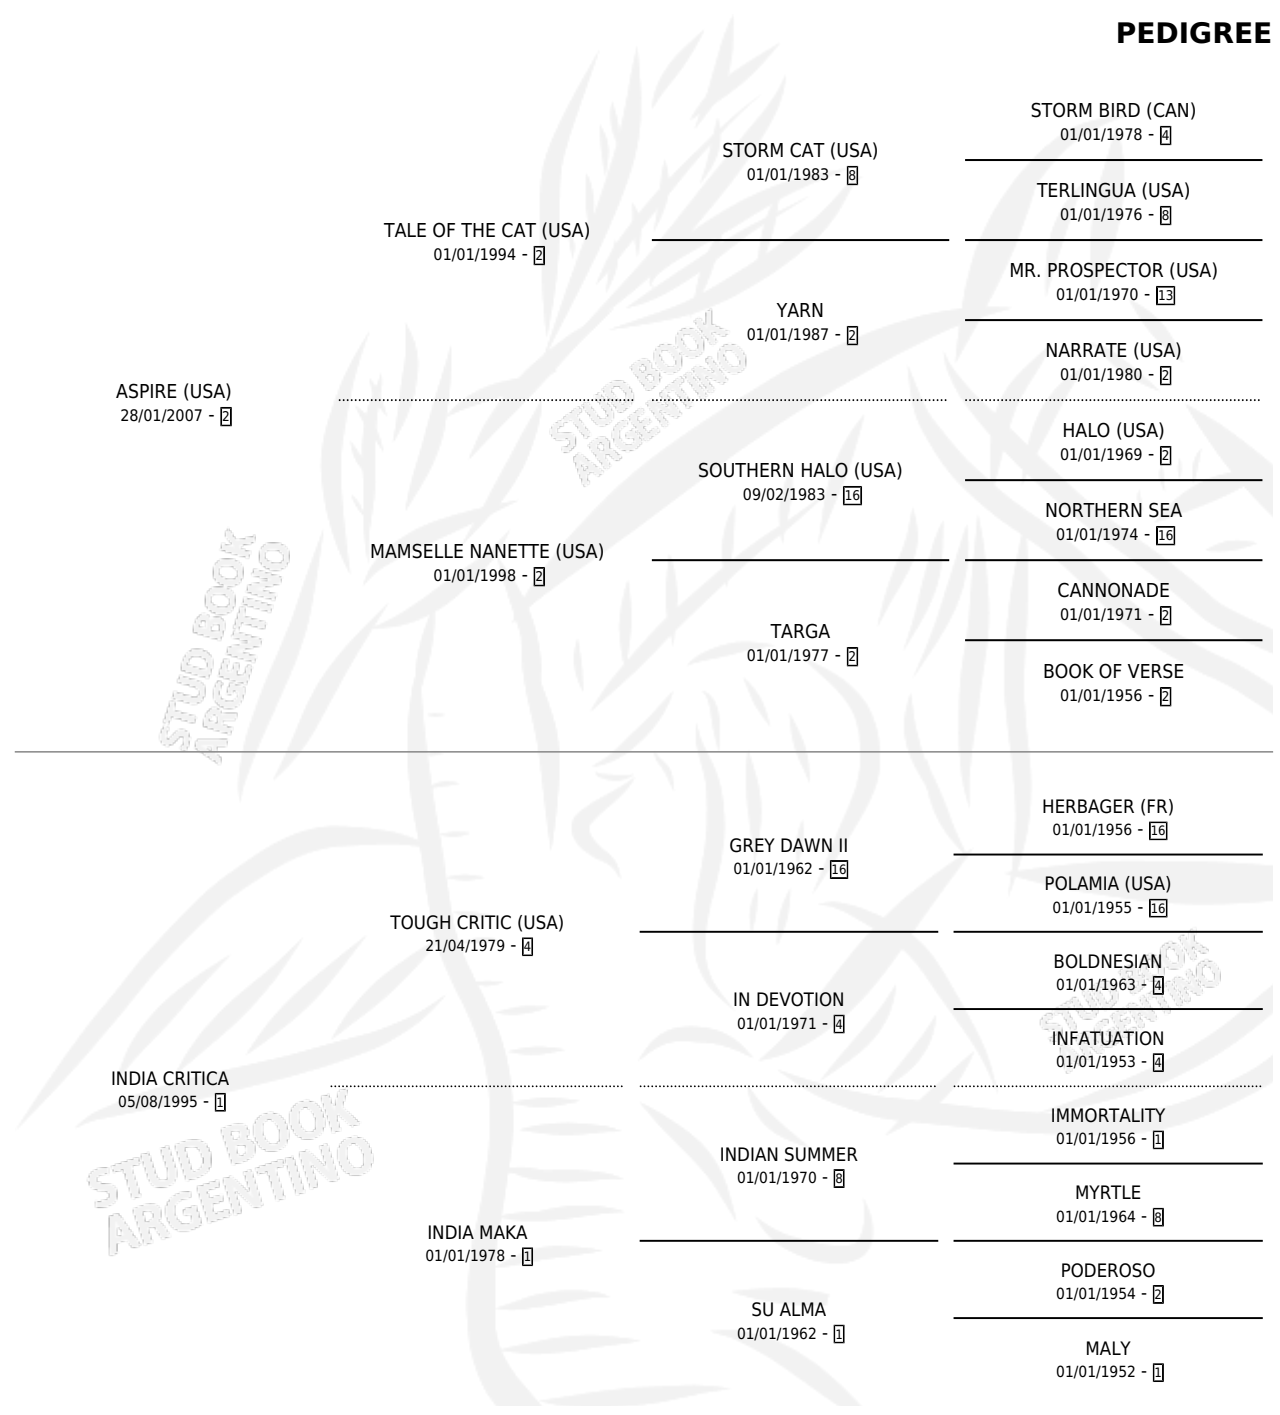 PEDIGREE
STORM BIRD (CAN)
01/01/1978 - 4
STORM CAT (USA)
01/01/1983 - 8
TERLINGUA (USA)
01/01/1976 - 8
TALE OF THE CAT (USA)
01/01/1994 - 2
MR. PROSPECTOR (USA)
01/01/1970 - 13
YARN
01/01/1987 - 2
NARRATE (USA)
01/01/1980 - 2
ASPIRE (USA)
28/01/2007 - 2
HALO (USA)
01/01/1969 - 2
SOUTHERN HALO (USA)
09/02/1983 - 16
NORTHERN SEA
01/01/1974 - 16
MAMSELLE NANETTE (USA)
01/01/1998 - 2
CANNONADE
01/01/1971 - 2
TARGA
01/01/1977 - 2
BOOK OF VERSE
01/01/1956 - 2
HERBAGER (FR)
01/01/1956 - 16
GREY DAWN II
01/01/1962 - 16
POLAMIA (USA)
01/01/1955 - 16
TOUGH CRITIC (USA)
21/04/1979 - 4
BOLDNESIAN
01/01/1963 - 4
IN DEVOTION
01/01/1971 - 4
INFATUATION
01/01/1953 - 4
INDIA CRITICA
05/08/1995 - 1
IMMORTALITY
01/01/1956 - 1
INDIAN SUMMER
01/01/1970 - 8
MYRTLE
01/01/1964 - 8
INDIA MAKA
01/01/1978 - 1
PODEROSO
01/01/1954 - 2
SU ALMA
01/01/1962 - 1
MALY
01/01/1952 - 1
STUD BOOK
ARGENTINO
STUD BOOK
ARGENTINO
STUD BOOK
ARGENTINO
STUD BOOK
ARGENTINO